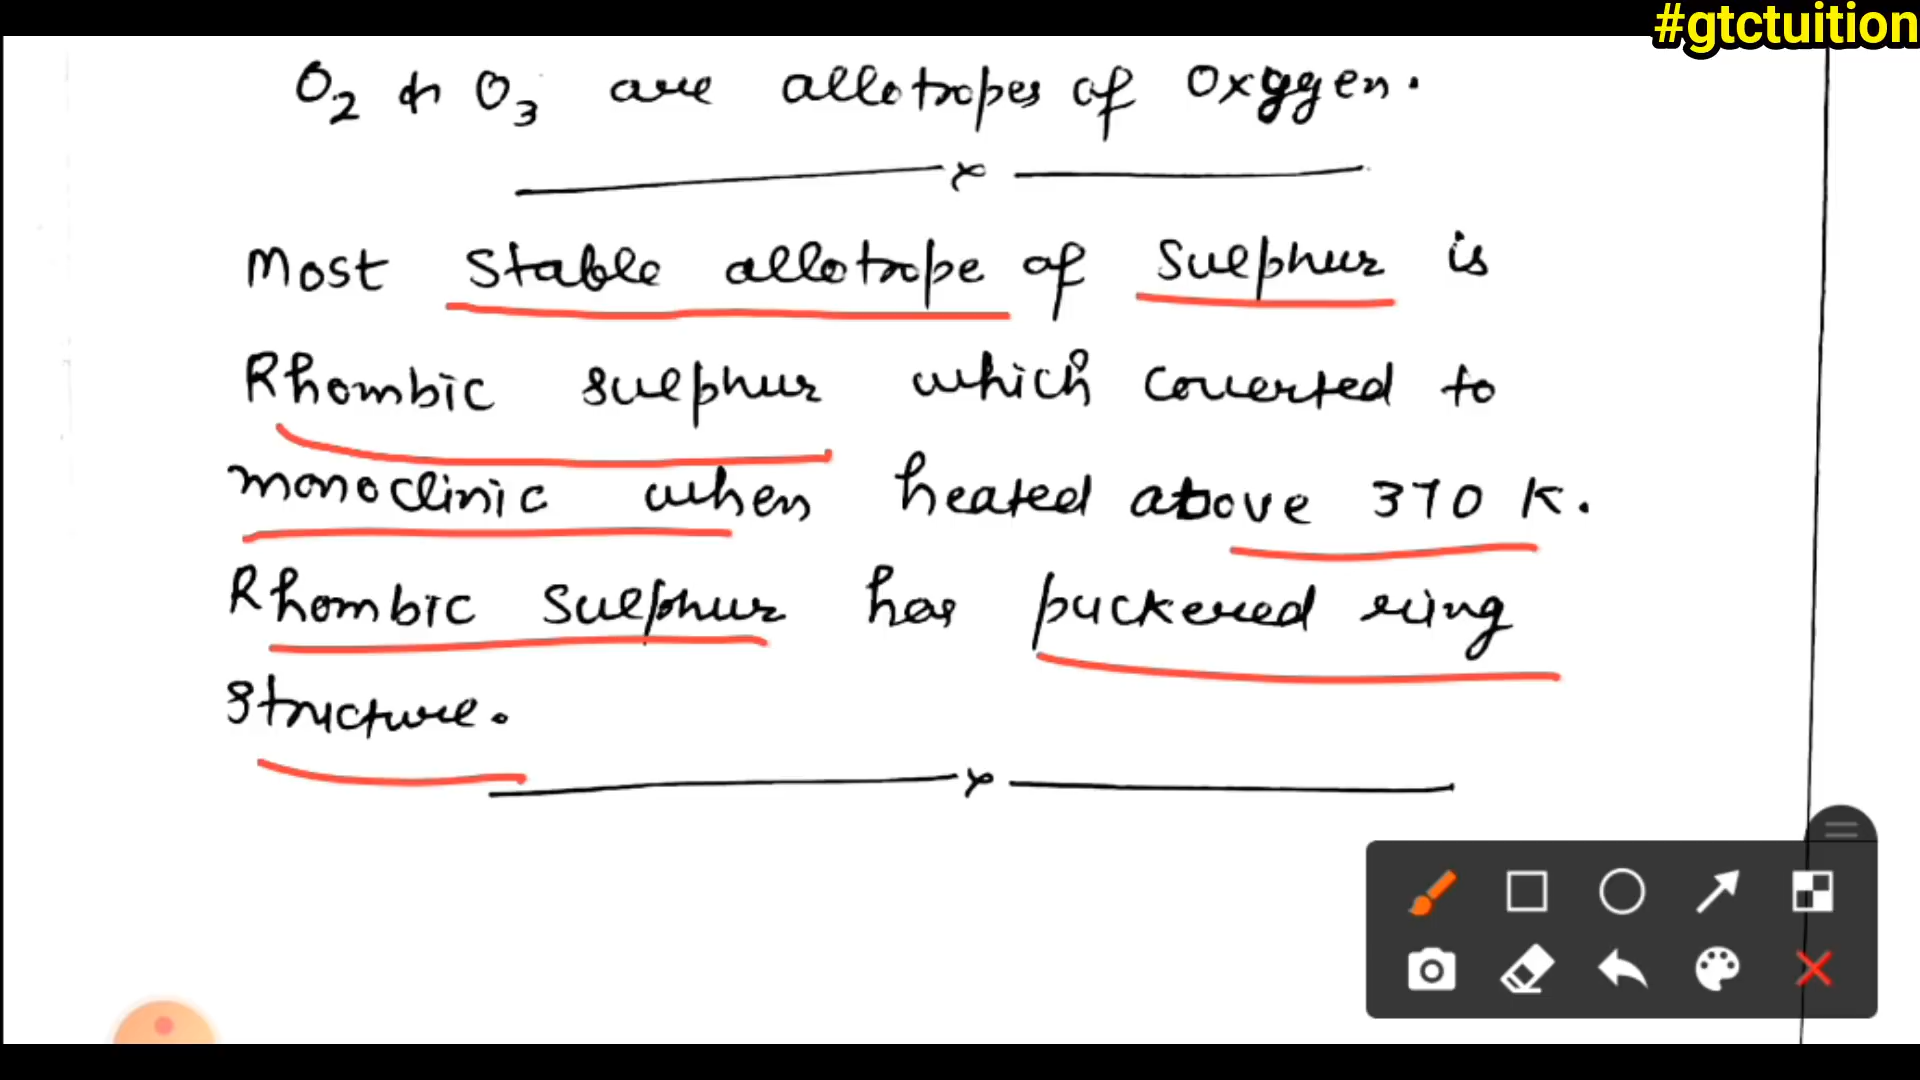 #gtctuition
O2 & O3 are allotropes of Oxygen.
Most stable allotrope of Sulphur is
Rhombic sulphur which coverted to
monoclinic when heated above 370 K.
Rhombic Sulphur has puckered ring
structure.